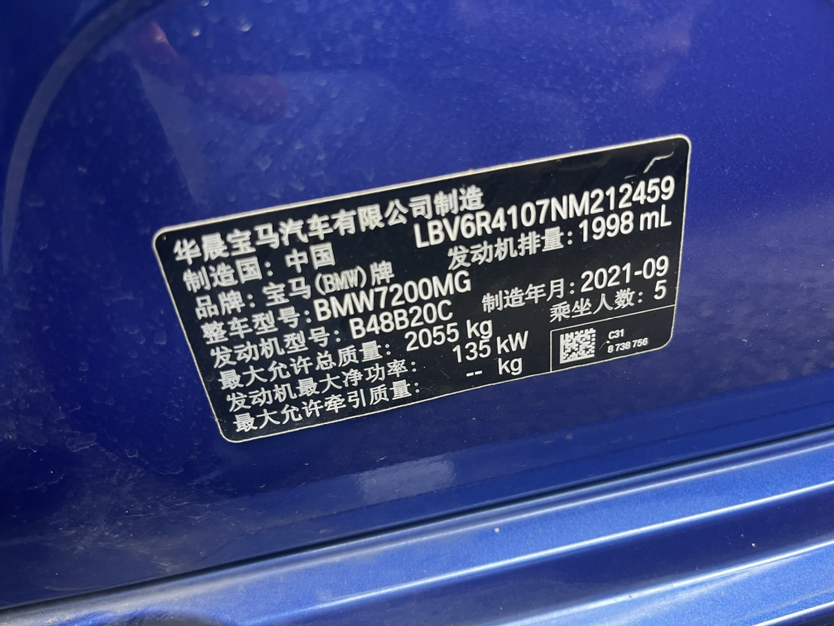 华晨宝马汽车有限公司制造
LBV6R4107NM212459
制造国：中国
发动机排量：1998 mL
品牌：宝马(BMW)牌
整车型号：BMW7200MG
制造年月：2021-09
发动机型号：B48B20C
乘坐人数：5
最大允许总质量：2055 kg
发动机最大净功率：135 kW
最大允许牵引质量：-- kg
C31
8 738 756